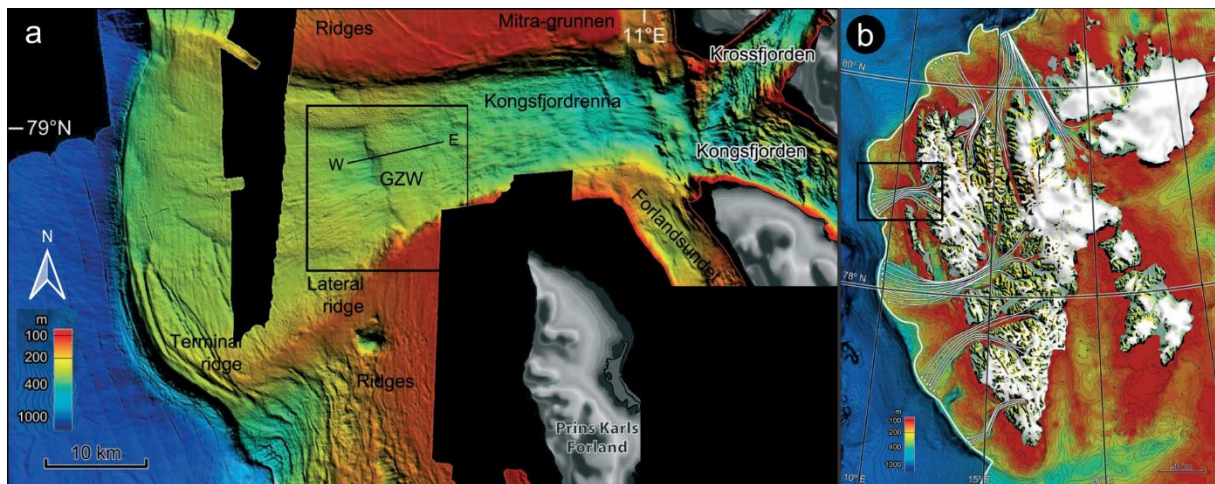 a
Ridges
Mitra-grunnen
11°E
Krossfjorden
79°N
Kongsfjordrenna
Kongsfjorden
W
E
GZW
Forlandsundet
N
Lateral
ridge
m
100
200
400
1000
Terminal
ridge
Ridges
10 km
Prins Karls
Forland
b
80° N
78° N
m
100
200
1000
10°E
15°E